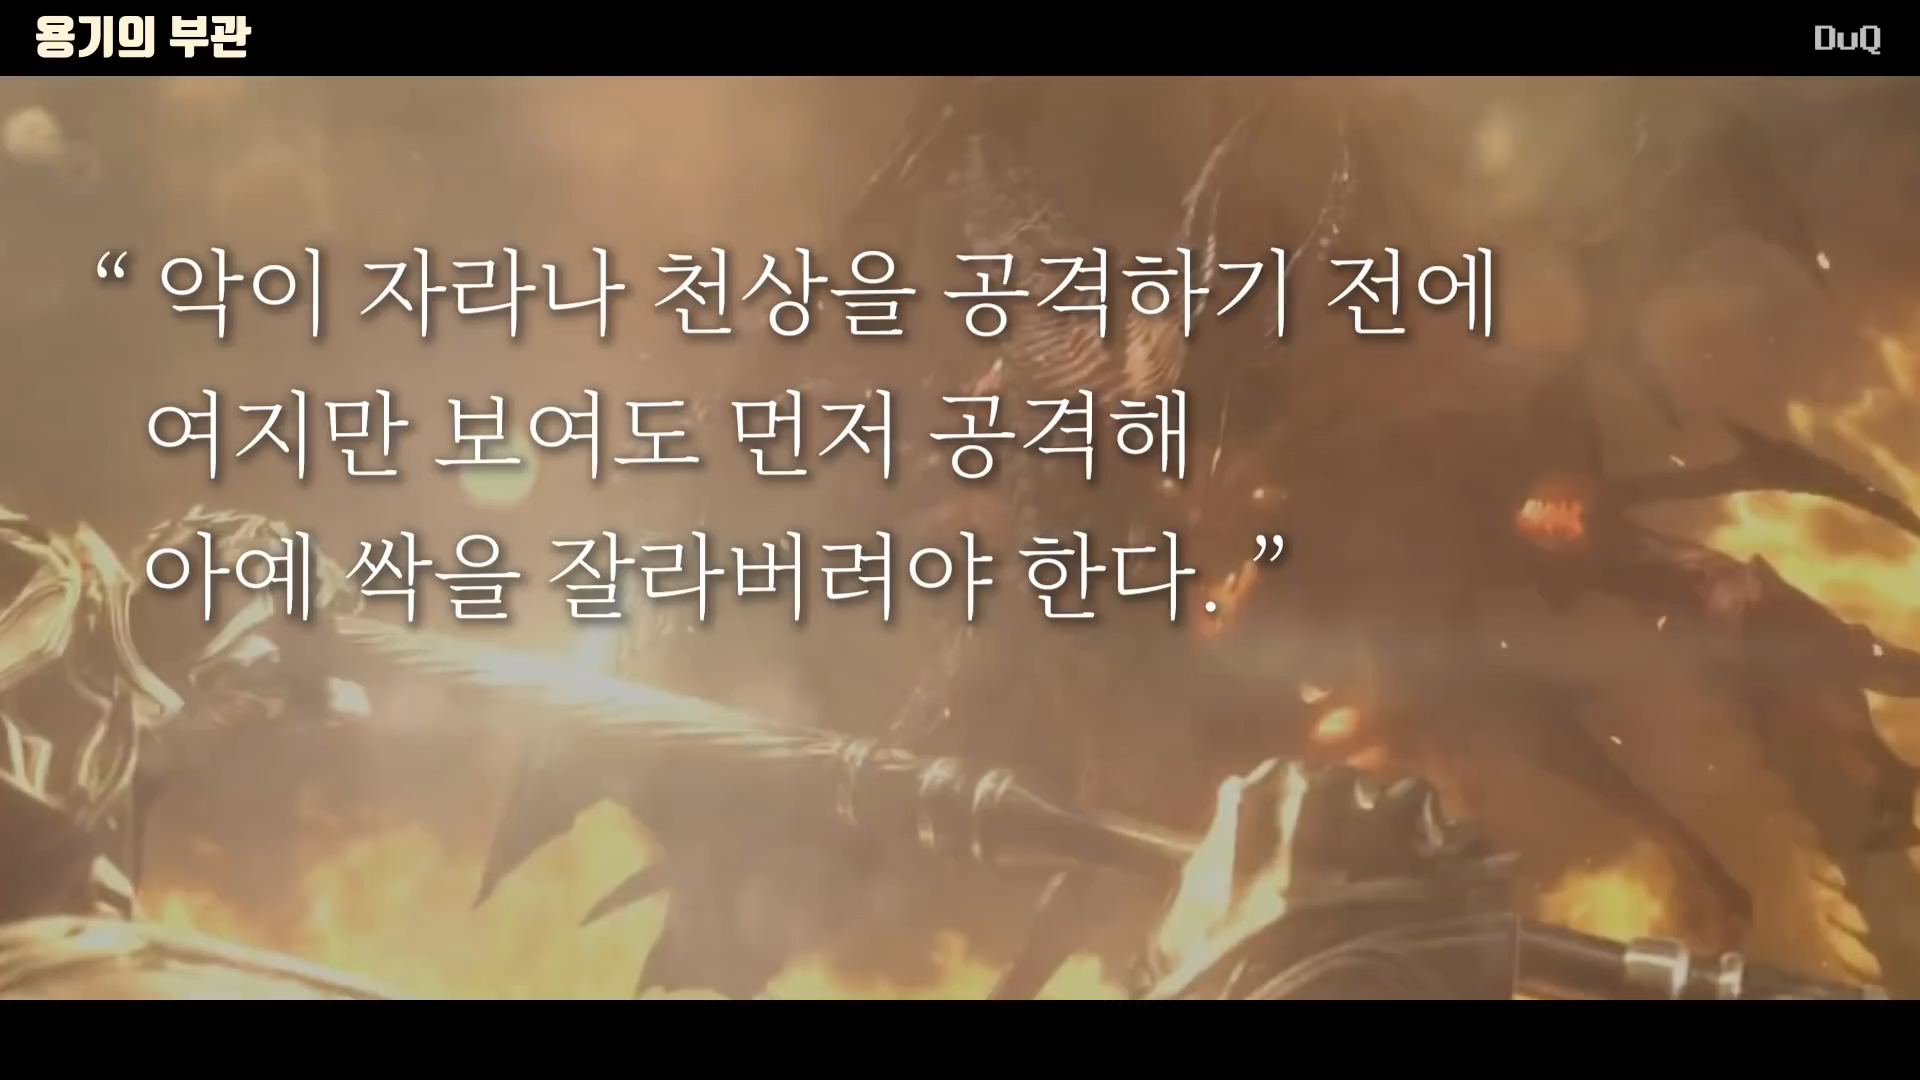 용기의 부관
DuQ
“ 악이 자라나 천상을 공격하기 전에
여지만 보여도 먼저 공격해
아예 싹을 잘라버려야 한다. ”